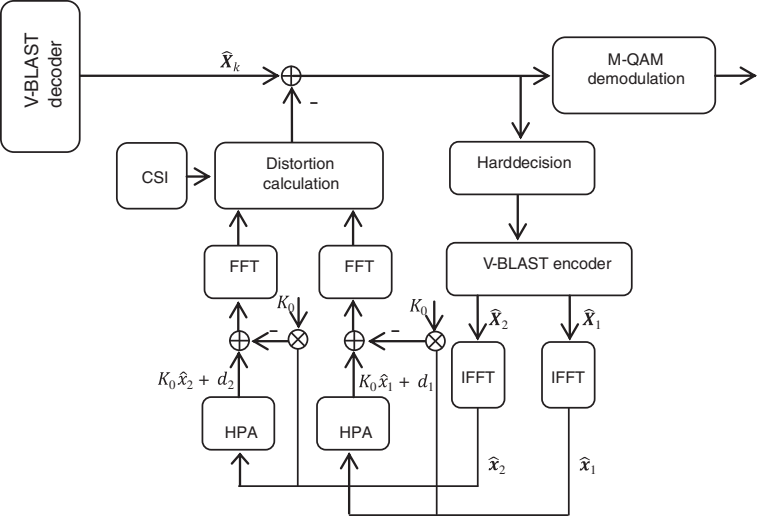 V-BLAST
decoder
X̂ₖ
M-QAM
demodulation
–
CSI
Distortion
calculation
Harddecision
FFT
FFT
V-BLAST encoder
K₀
K₀
X̂₂
X̂₁
–
–
IFFT
IFFT
K₀x̂₂ + d₂
K₀x̂₁ + d₁
HPA
HPA
x̂₂
x̂₁